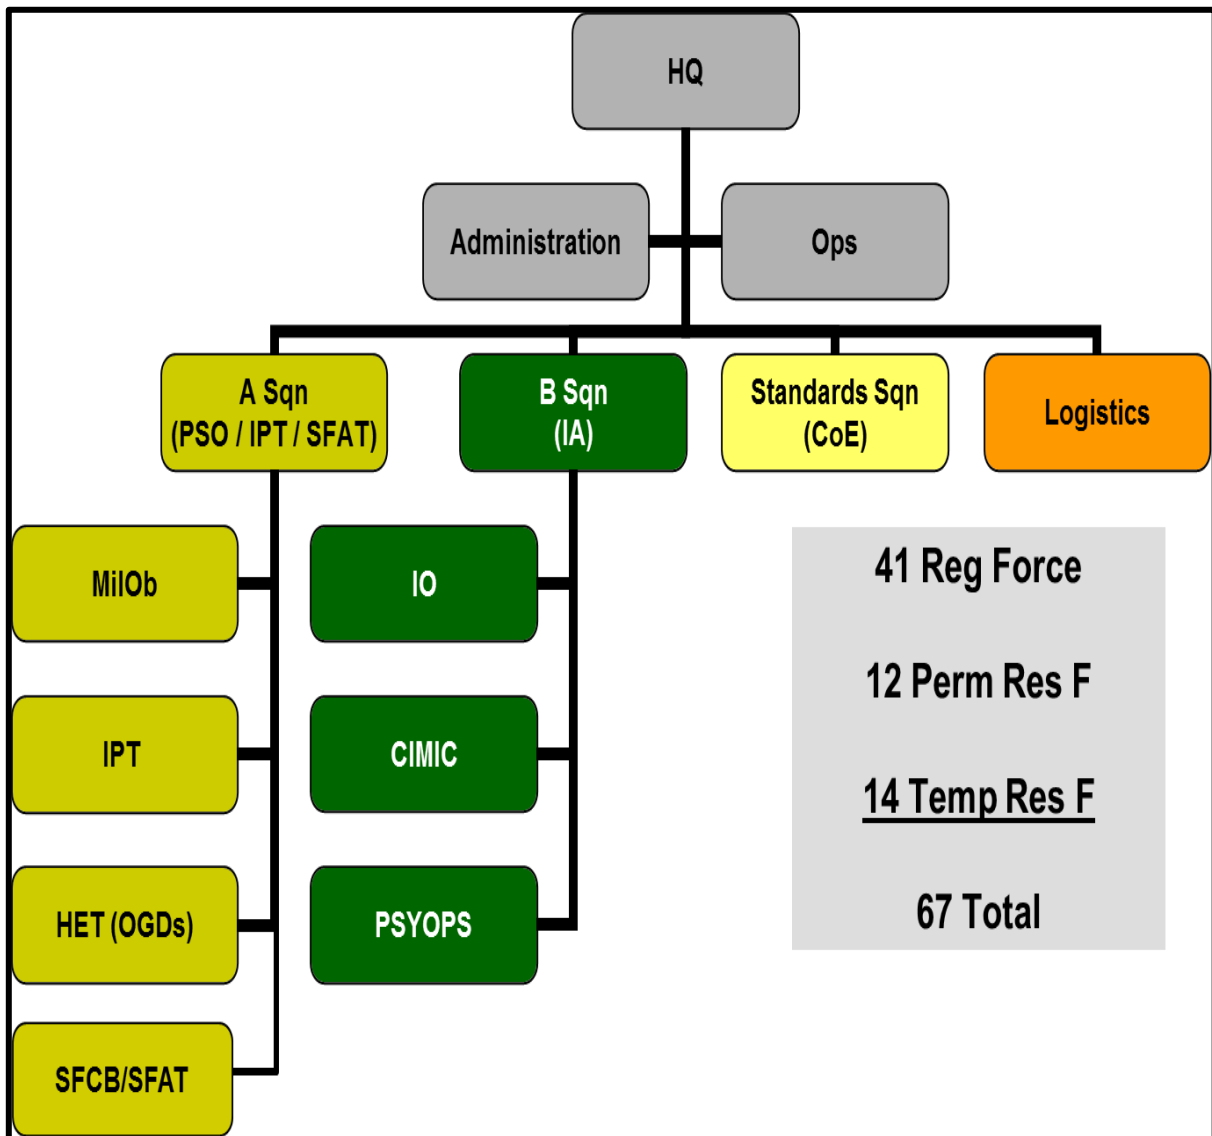 HQ
Administration
Ops
A Sqn
(PSO / IPT / SFAT)
B Sqn
(IA)
Standards Sqn
(CoE)
Logistics
MilOb
IO
41 Reg Force
IPT
CIMIC
12 Perm Res F
14 Temp Res F
HET (OGDs)
PSYOPS
67 Total
SFCB/SFAT